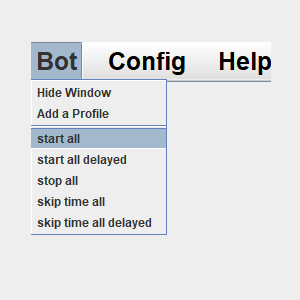 Bot Config Help
Hide Window
Add a Profile
start all
start all delayed
stop all
skip time all
skip time all delayed